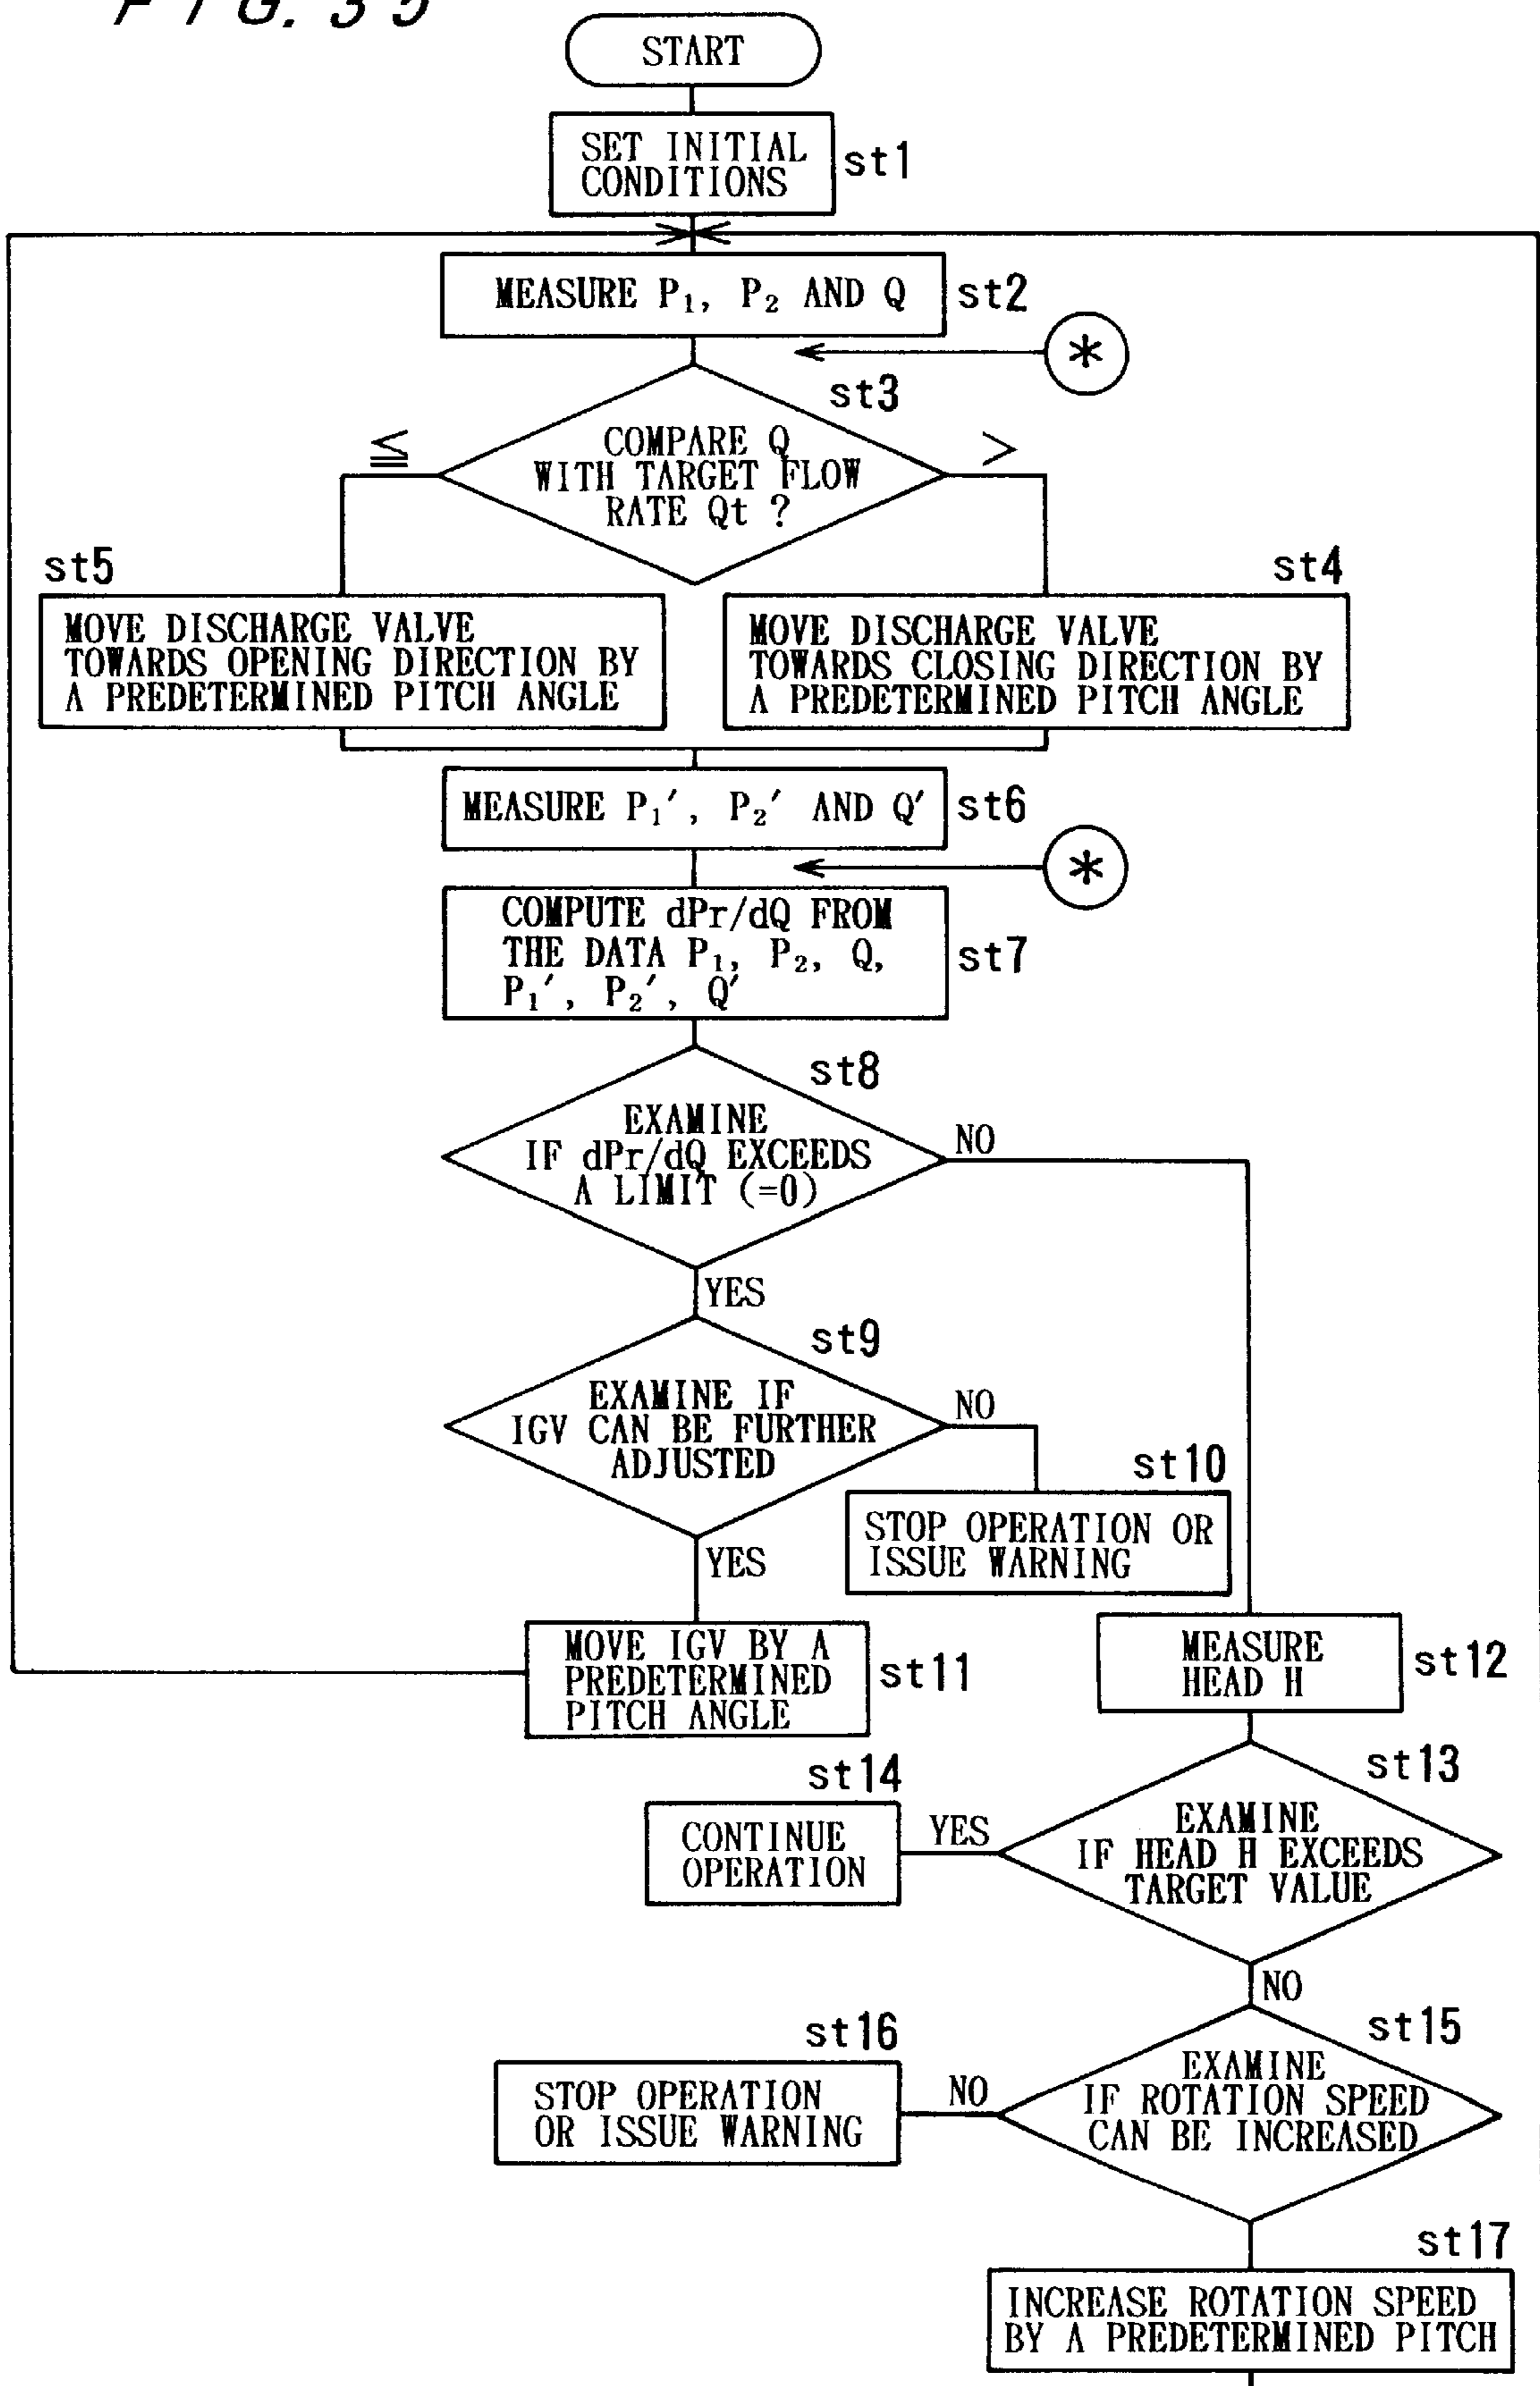 FIG. 35
START
SET INITIAL
CONDITIONS
st1
MEASURE P₁, P₂ AND Q
st2
*
st3
COMPARE Q
WITH TARGET FLOW
RATE Qt ?
≦
>
st5
MOVE DISCHARGE VALVE
TOWARDS OPENING DIRECTION BY
A PREDETERMINED PITCH ANGLE
st4
MOVE DISCHARGE VALVE
TOWARDS CLOSING DIRECTION BY
A PREDETERMINED PITCH ANGLE
MEASURE P₁′, P₂′ AND Q′
st6
*
COMPUTE dPr/dQ FROM
THE DATA P₁, P₂, Q,
P₁′, P₂′, Q′
st7
st8
EXAMINE
IF dPr/dQ EXCEEDS
A LIMIT (=0)
NO
YES
st9
EXAMINE IF
IGV CAN BE FURTHER
ADJUSTED
NO
st10
STOP OPERATION OR
ISSUE WARNING
YES
MOVE IGV BY A
PREDETERMINED
PITCH ANGLE
st11
MEASURE
HEAD H
st12
st13
EXAMINE
IF HEAD H EXCEEDS
TARGET VALUE
YES
st14
CONTINUE
OPERATION
NO
st15
EXAMINE
IF ROTATION SPEED
CAN BE INCREASED
NO
st16
STOP OPERATION
OR ISSUE WARNING
st17
INCREASE ROTATION SPEED
BY A PREDETERMINED PITCH